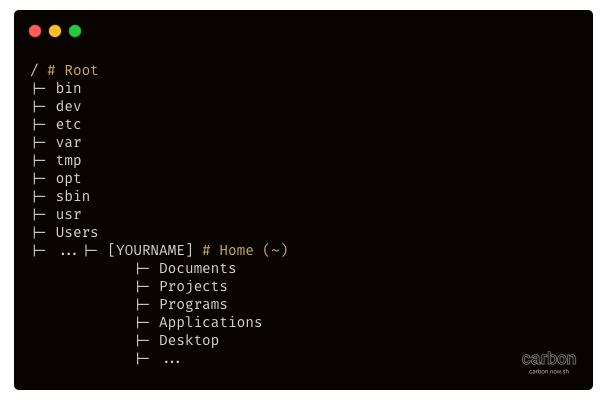 / # Root
├─ bin
├─ dev
├─ etc
├─ var
├─ tmp
├─ opt
├─ sbin
├─ usr
├─ Users
├─ ...├─ [YOURNAME] # Home (~)
├─ Documents
├─ Projects
├─ Programs
├─ Applications
├─ Desktop
├─ ...
carbon
carbon.now.sh